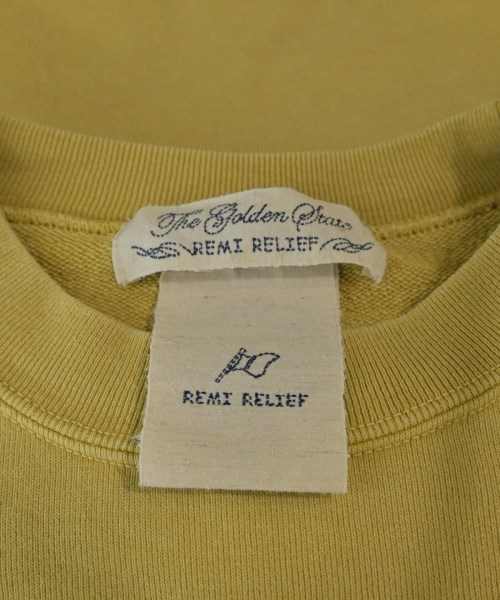 The Golden State
REMI RELIEF
REMI RELIEF